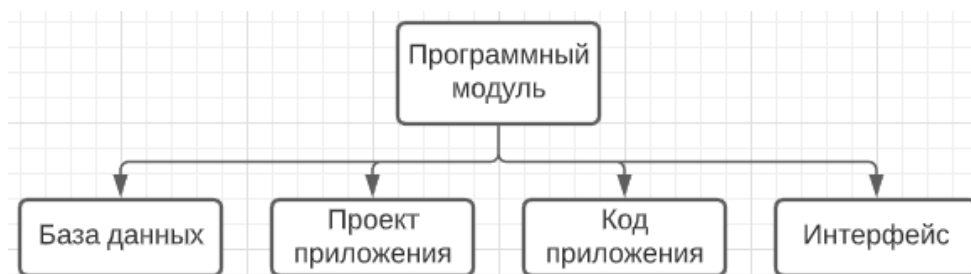 Программный
модуль
База данных
Проект
приложения
Код
приложения
Интерфейс